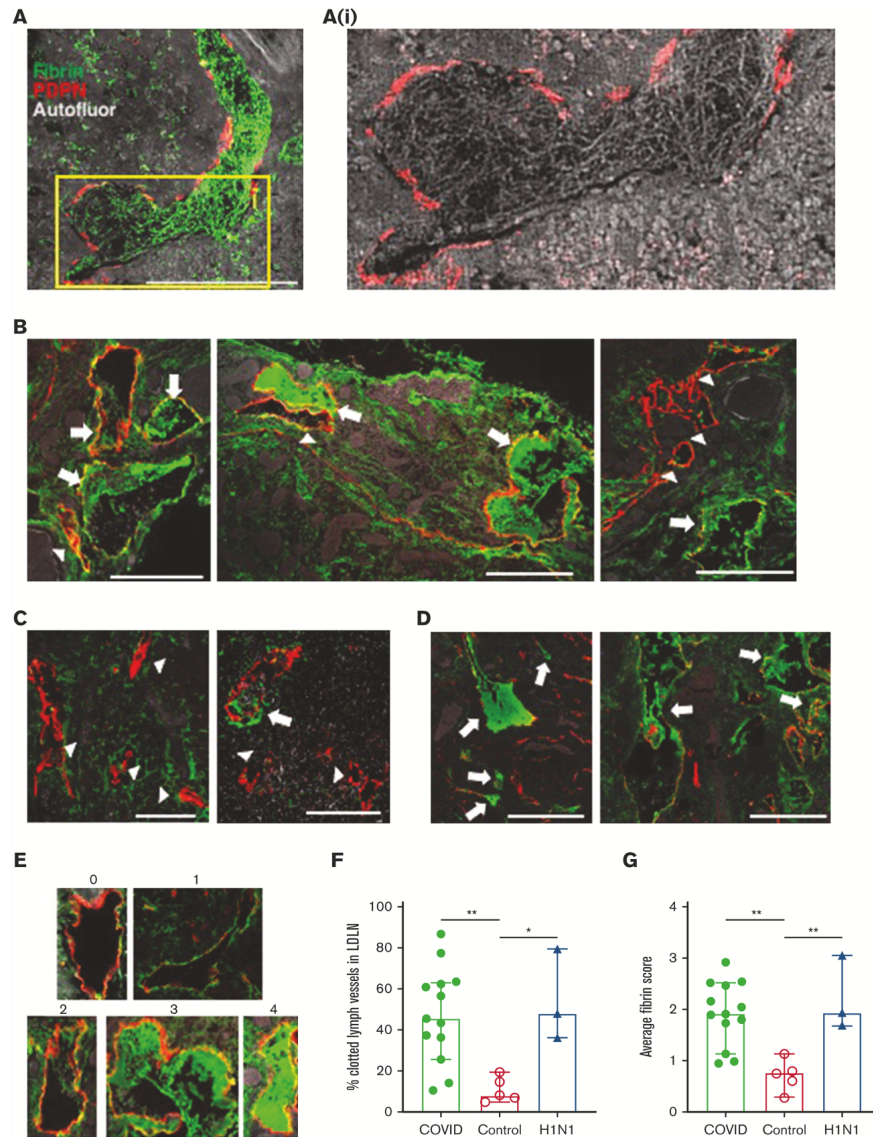 A
A(i)
Fibrin
PDPN
Autofluor
i
B
C
D
E
0
1
2
3
4
F
% clotted lymph vessels in LDLN
100
80
60
40
20
0
**
*
COVID
Control
H1N1
G
Average fibrin score
4
3
2
1
0
**
**
COVID
Control
H1N1